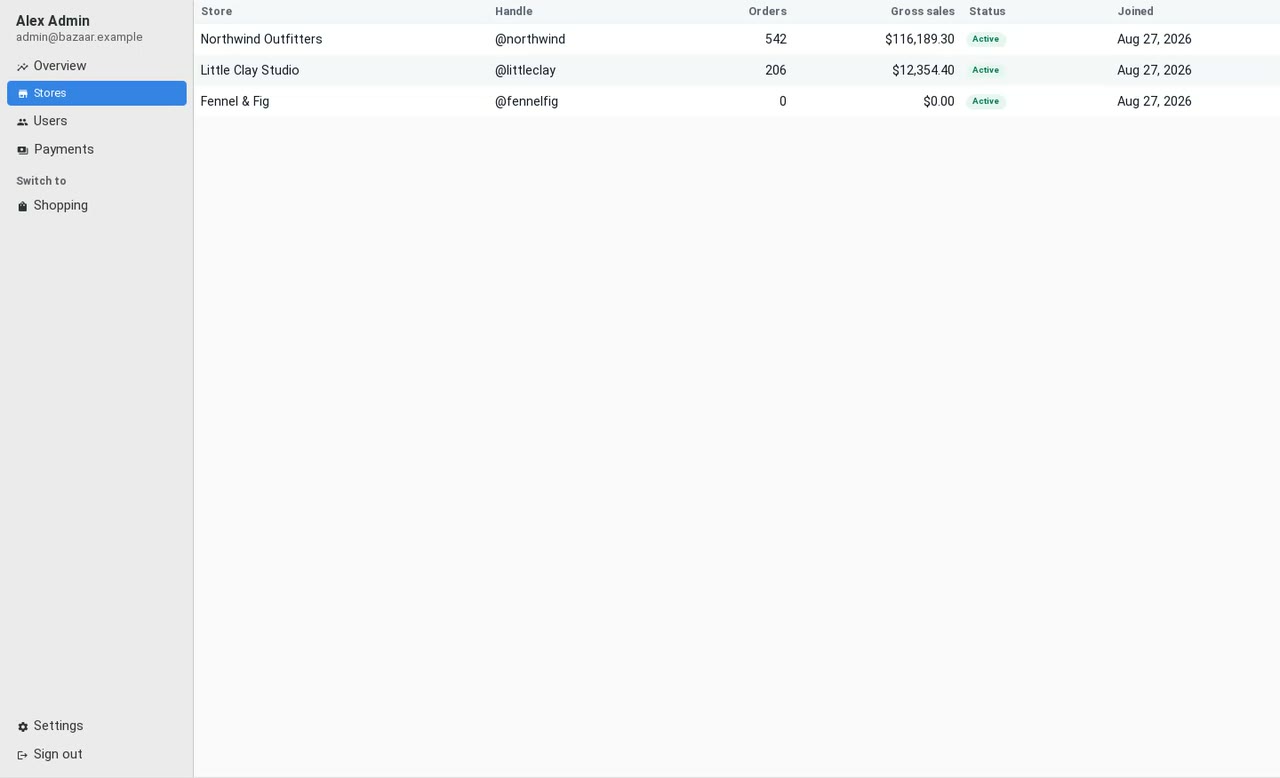 Alex Admin
admin@bazaar.example
Overview
Stores
Users
Payments
Switch to
Shopping
Settings
Sign out
Store Handle Orders Gross sales Status Joined
Northwind Outfitters @northwind 542 $116,189.30 Active Aug 27, 2026
Little Clay Studio @littleclay 206 $12,354.40 Active Aug 27, 2026
Fennel & Fig @fennelfig 0 $0.00 Active Aug 27, 2026